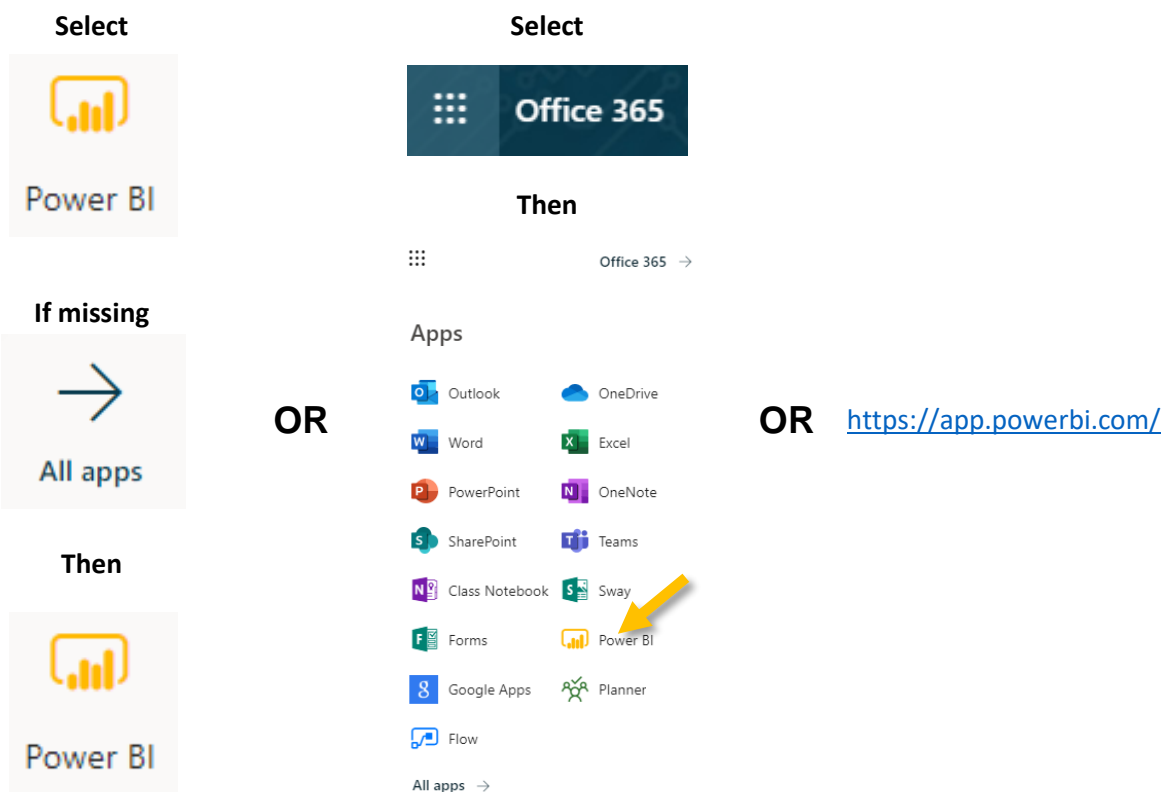 Select
Power BI
If missing
All apps
Then
Power BI
OR
Select
Office 365
Then
Office 365 →
Apps
Outlook OneDrive
Word Excel
PowerPoint OneNote
SharePoint Teams
Class Notebook Sway
Forms Power BI
Google Apps Planner
Flow
All apps →
OR
https://app.powerbi.com/